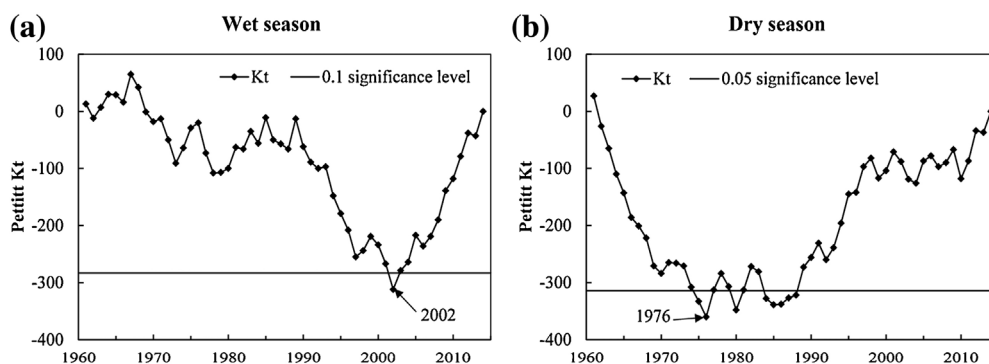 (a) Wet season
Kt 0.1 significance level
Pettitt Kt
100
0
-100
-200
-300
-400
2002
1960 1970 1980 1990 2000 2010
(b) Dry season
Kt 0.05 significance level
Pettitt Kt
100
0
-100
-200
-300
-400
1976
1960 1970 1980 1990 2000 2010